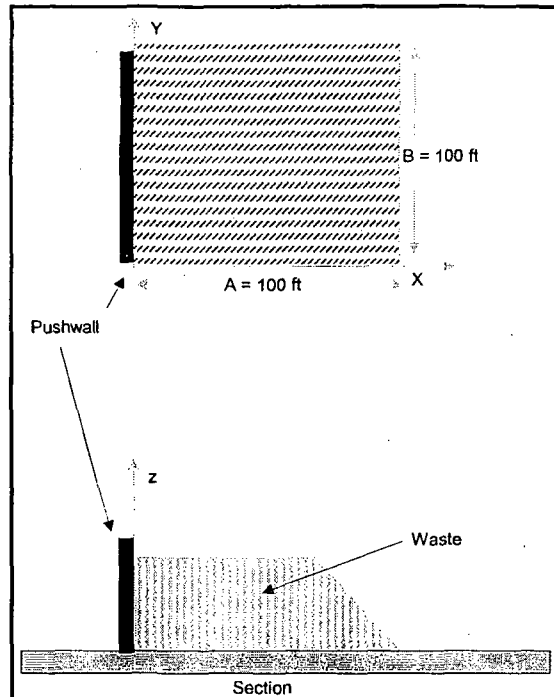 Y
B = 100 ft
A = 100 ft
X
Pushwall
z
Waste
Section